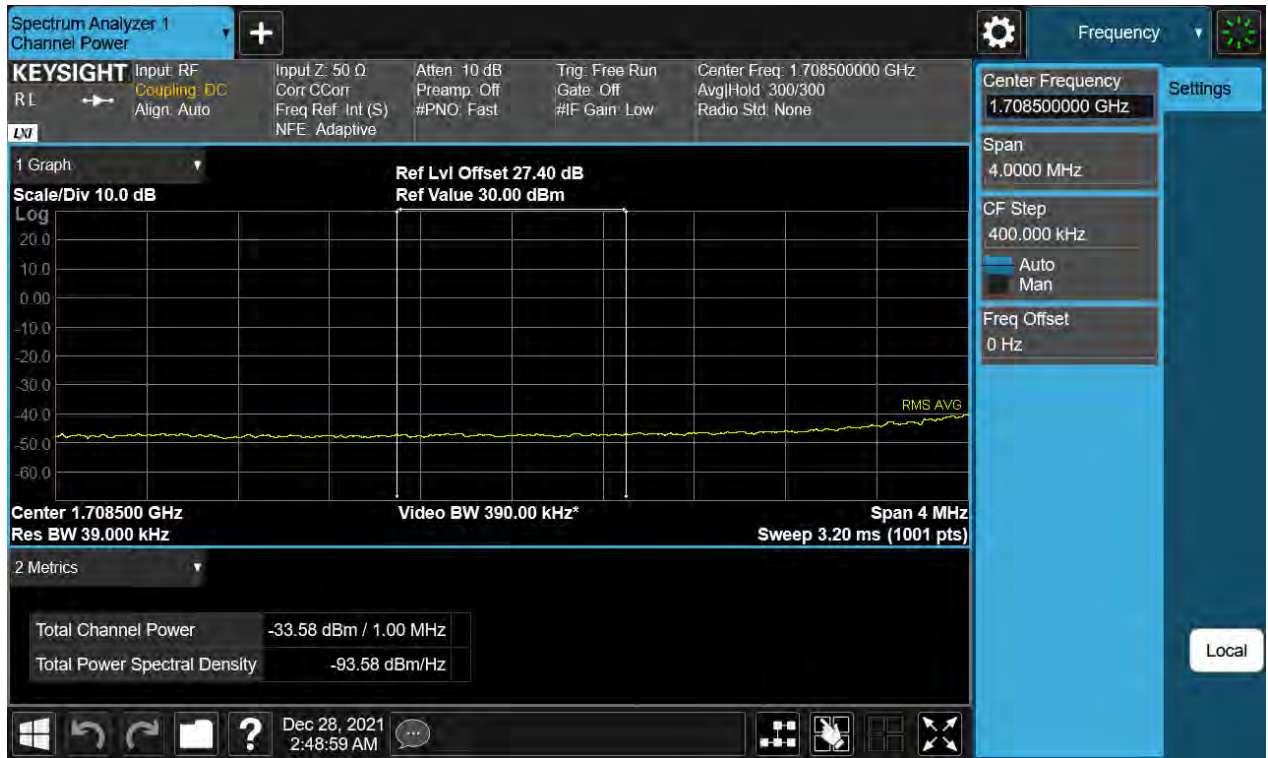 Spectrum Analyzer 1
Channel Power
Frequency
KEYSIGHT
RL
LXI
Input: RF
Coupling: DC
Align: Auto
Input Z: 50 Ω
Corr CCorr
Freq Ref: Int (S)
NFE: Adaptive
Atten: 10 dB
Preamp: Off
#PNO: Fast
Trig: Free Run
Gate: Off
#IF Gain: Low
Center Freq: 1.708500000 GHz
Avg|Hold: 300/300
Radio Std: None
Center Frequency
1.708500000 GHz
Settings
Span
4.0000 MHz
CF Step
400.000 kHz
Auto
Man
Freq Offset
0 Hz
1 Graph
Scale/Div 10.0 dB
Ref Lvl Offset 27.40 dB
Ref Value 30.00 dBm
Log
20.0
10.0
0.00
-10.0
-20.0
-30.0
-40.0
-50.0
-60.0
RMS AVG
Center 1.708500 GHz
Video BW 390.00 kHz*
Span 4 MHz
Res BW 39.000 kHz
Sweep 3.20 ms (1001 pts)
2 Metrics
Total Channel Power -33.58 dBm / 1.00 MHz
Total Power Spectral Density -93.58 dBm/Hz
Local
?
Dec 28, 2021
2:48:59 AM